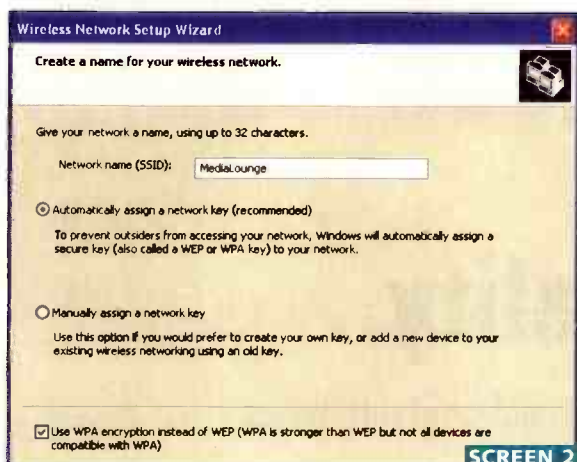 Wireless Network Setup Wizard
Create a name for your wireless network.
Give your network a name, using up to 32 characters.
Network name (SSID): MediaLounge
Automatically assign a network key (recommended)
To prevent outsiders from accessing your network, Windows will automatically assign a
secure key (also called a WEP or WPA key) to your network.
Manually assign a network key
Use this option if you would prefer to create your own key, or add a new device to your
existing wireless networking using an old key.
Use WPA encryption instead of WEP (WPA is stronger than WEP but not all devices are
compatible with WPA)
SCREEN 2